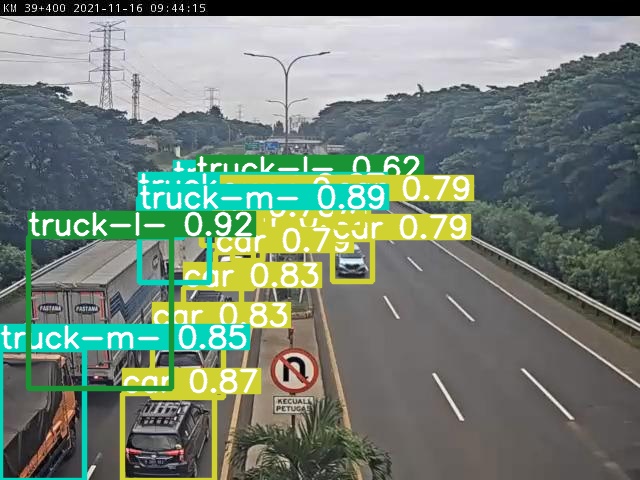 KM 39+400 2021-11-16 09:44:15
truck-l- 0.62
0.79
truck-m- 0.89
truck-l- 0.92
car 0.79
car 0.79
car 0.83
car 0.83
truck-m- 0.85
car 0.87
FASTANA FASTANA
KECUALI
PETUGAS